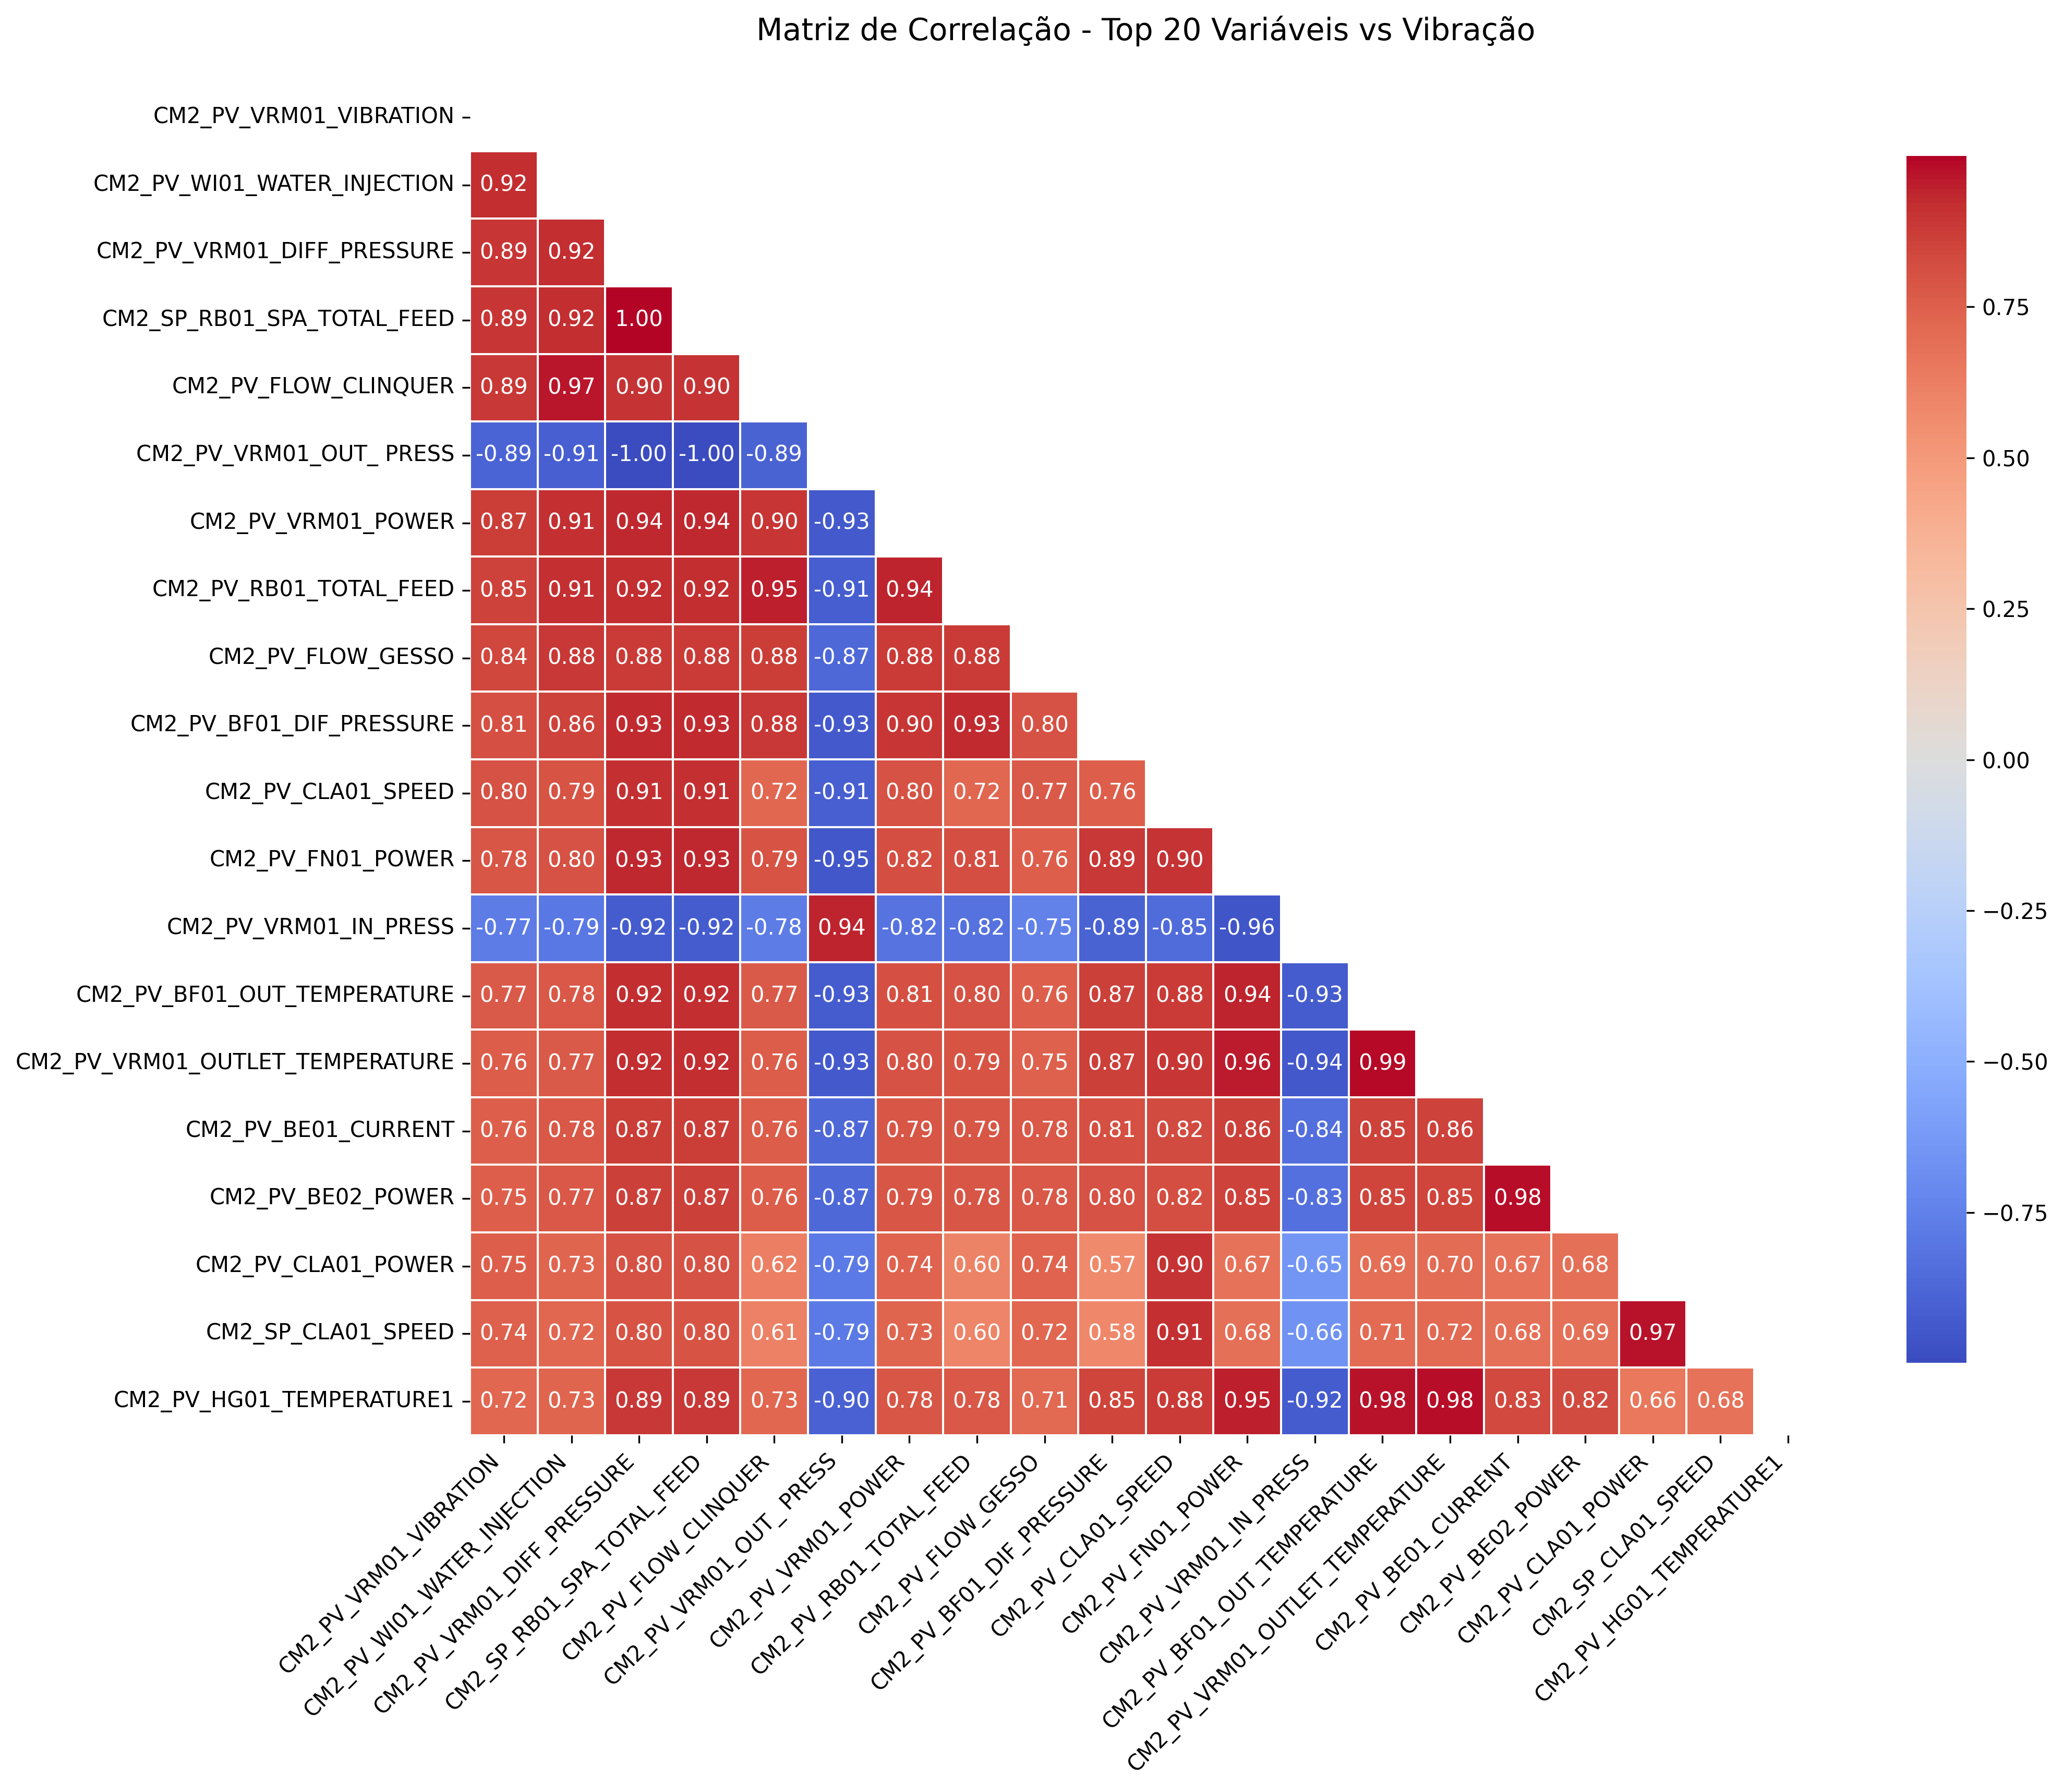 Matriz de Correlação - Top 20 Variáveis vs Vibração
CM2_PV_VRM01_VIBRATION
CM2_PV_WI01_WATER_INJECTION 0.92
CM2_PV_VRM01_DIFF_PRESSURE 0.89 0.92
CM2_SP_RB01_SPA_TOTAL_FEED 0.89 0.92 1.00
CM2_PV_FLOW_CLINQUER 0.89 0.97 0.90 0.90
CM2_PV_VRM01_OUT_ PRESS -0.89 -0.91 -1.00 -1.00 -0.89
CM2_PV_VRM01_POWER 0.87 0.91 0.94 0.94 0.90 -0.93
CM2_PV_RB01_TOTAL_FEED 0.85 0.91 0.92 0.92 0.95 -0.91 0.94
CM2_PV_FLOW_GESSO 0.84 0.88 0.88 0.88 0.88 -0.87 0.88 0.88
CM2_PV_BF01_DIF_PRESSURE 0.81 0.86 0.93 0.93 0.88 -0.93 0.90 0.93 0.80
CM2_PV_CLA01_SPEED 0.80 0.79 0.91 0.91 0.72 -0.91 0.80 0.72 0.77 0.76
CM2_PV_FN01_POWER 0.78 0.80 0.93 0.93 0.79 -0.95 0.82 0.81 0.76 0.89 0.90
CM2_PV_VRM01_IN_PRESS -0.77 -0.79 -0.92 -0.92 -0.78 0.94 -0.82 -0.82 -0.75 -0.89 -0.85 -0.96
CM2_PV_BF01_OUT_TEMPERATURE 0.77 0.78 0.92 0.92 0.77 -0.93 0.81 0.80 0.76 0.87 0.88 0.94 -0.93
CM2_PV_VRM01_OUTLET_TEMPERATURE 0.76 0.77 0.92 0.92 0.76 -0.93 0.80 0.79 0.75 0.87 0.90 0.96 -0.94 0.99
CM2_PV_BE01_CURRENT 0.76 0.78 0.87 0.87 0.76 -0.87 0.79 0.79 0.78 0.81 0.82 0.86 -0.84 0.85 0.86
CM2_PV_BE02_POWER 0.75 0.77 0.87 0.87 0.76 -0.87 0.79 0.78 0.78 0.80 0.82 0.85 -0.83 0.85 0.85 0.98
CM2_PV_CLA01_POWER 0.75 0.73 0.80 0.80 0.62 -0.79 0.74 0.60 0.74 0.57 0.90 0.67 -0.65 0.69 0.70 0.67 0.68
CM2_SP_CLA01_SPEED 0.74 0.72 0.80 0.80 0.61 -0.79 0.73 0.60 0.72 0.58 0.91 0.68 -0.66 0.71 0.72 0.68 0.69 0.97
CM2_PV_HG01_TEMPERATURE1 0.72 0.73 0.89 0.89 0.73 -0.90 0.78 0.78 0.71 0.85 0.88 0.95 -0.92 0.98 0.98 0.83 0.82 0.66 0.68
CM2_PV_VRM01_VIBRATION
CM2_PV_WI01_WATER_INJECTION
CM2_PV_VRM01_DIFF_PRESSURE
CM2_SP_RB01_SPA_TOTAL_FEED
CM2_PV_FLOW_CLINQUER
CM2_PV_VRM01_OUT_ PRESS
CM2_PV_VRM01_POWER
CM2_PV_RB01_TOTAL_FEED
CM2_PV_FLOW_GESSO
CM2_PV_BF01_DIF_PRESSURE
CM2_PV_CLA01_SPEED
CM2_PV_FN01_POWER
CM2_PV_VRM01_IN_PRESS
CM2_PV_BF01_OUT_TEMPERATURE
CM2_PV_VRM01_OUTLET_TEMPERATURE
CM2_PV_BE01_CURRENT
CM2_PV_BE02_POWER
CM2_PV_CLA01_POWER
CM2_SP_CLA01_SPEED
CM2_PV_HG01_TEMPERATURE1
0.75
0.50
0.25
0.00
−0.25
−0.50
−0.75